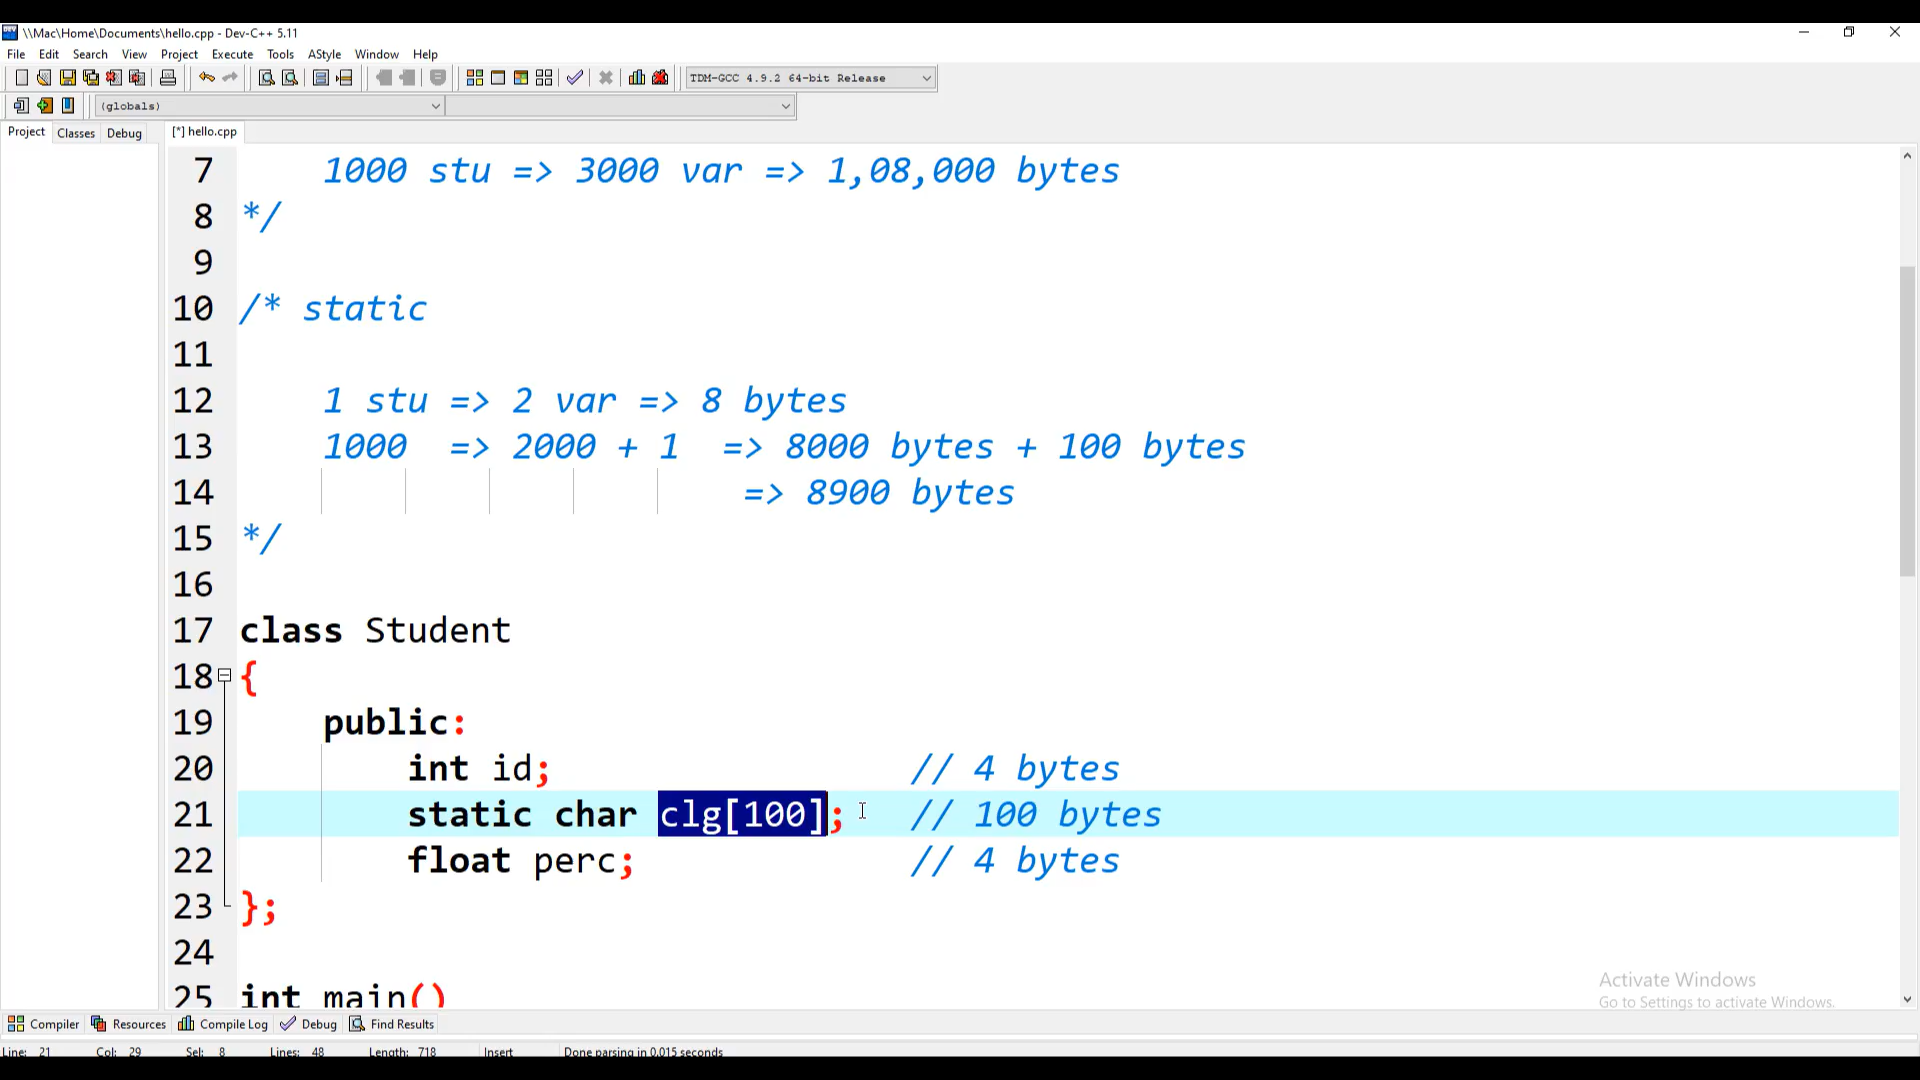 \\Mac\Home\Documents\hello.cpp - Dev-C++ 5.11
File Edit Search View Project Execute Tools AStyle Window Help
TDM-GCC 4.9.2 64-bit Release
(globals)
Project Classes Debug [*] hello.cpp
7 1000 stu => 3000 var => 1,08,000 bytes
8 */
9
10 /* static
11
12 1 stu => 2 var => 8 bytes
13 1000 => 2000 + 1 => 8000 bytes + 100 bytes
14 => 8900 bytes
15 */
16
17 class Student
18 {
19 public:
20 int id; // 4 bytes
21 static char clg[100]; // 100 bytes
22 float perc; // 4 bytes
23 };
24
25 int main()
Activate Windows
Go to Settings to activate Windows.
Compiler Resources Compile Log Debug Find Results
Line: 21 Col: 29 Sel: 8 Lines: 48 Length: 718 Insert Done parsing in 0.015 seconds